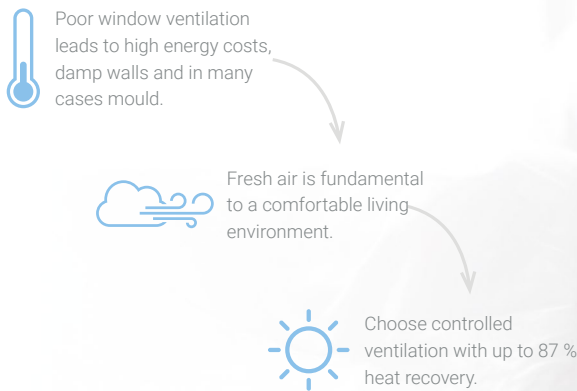 Poor window ventilation
leads to high energy costs,
damp walls and in many
cases mould.
Fresh air is fundamental
to a comfortable living
environment.
Choose controlled
ventilation with up to 87 %
heat recovery.